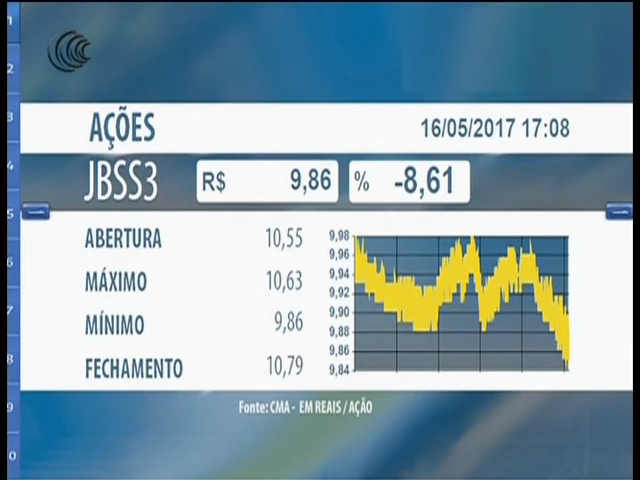 AÇÕES 16/05/2017 17:08
JBSS3 R$ 9,86 % -8,61
ABERTURA 10,55
MÁXIMO 10,63
MÍNIMO 9,86
FECHAMENTO 10,79
9,98
9,96
9,94
9,92
9,90
9,88
9,86
9,84
Fonte: CMA - EM REAIS / AÇÃO
2
3
4
5
6
7
8
9
0